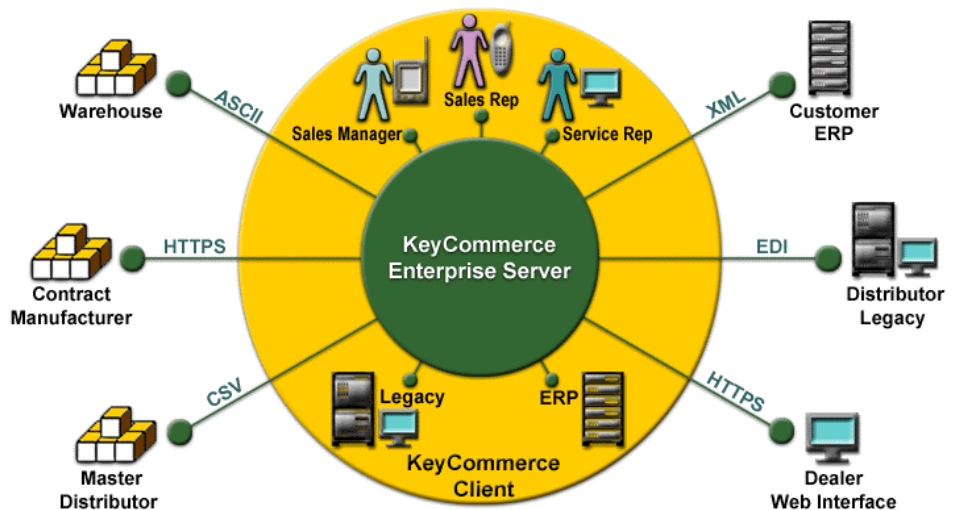 Warehouse
ASCII
Sales Manager
Sales Rep
Service Rep
XML
Customer
ERP
Contract
Manufacturer
HTTPS
KeyCommerce
Enterprise Server
EDI
Distributor
Legacy
Master
Distributor
CSV
Legacy
ERP
KeyCommerce
Client
HTTPS
Dealer
Web Interface